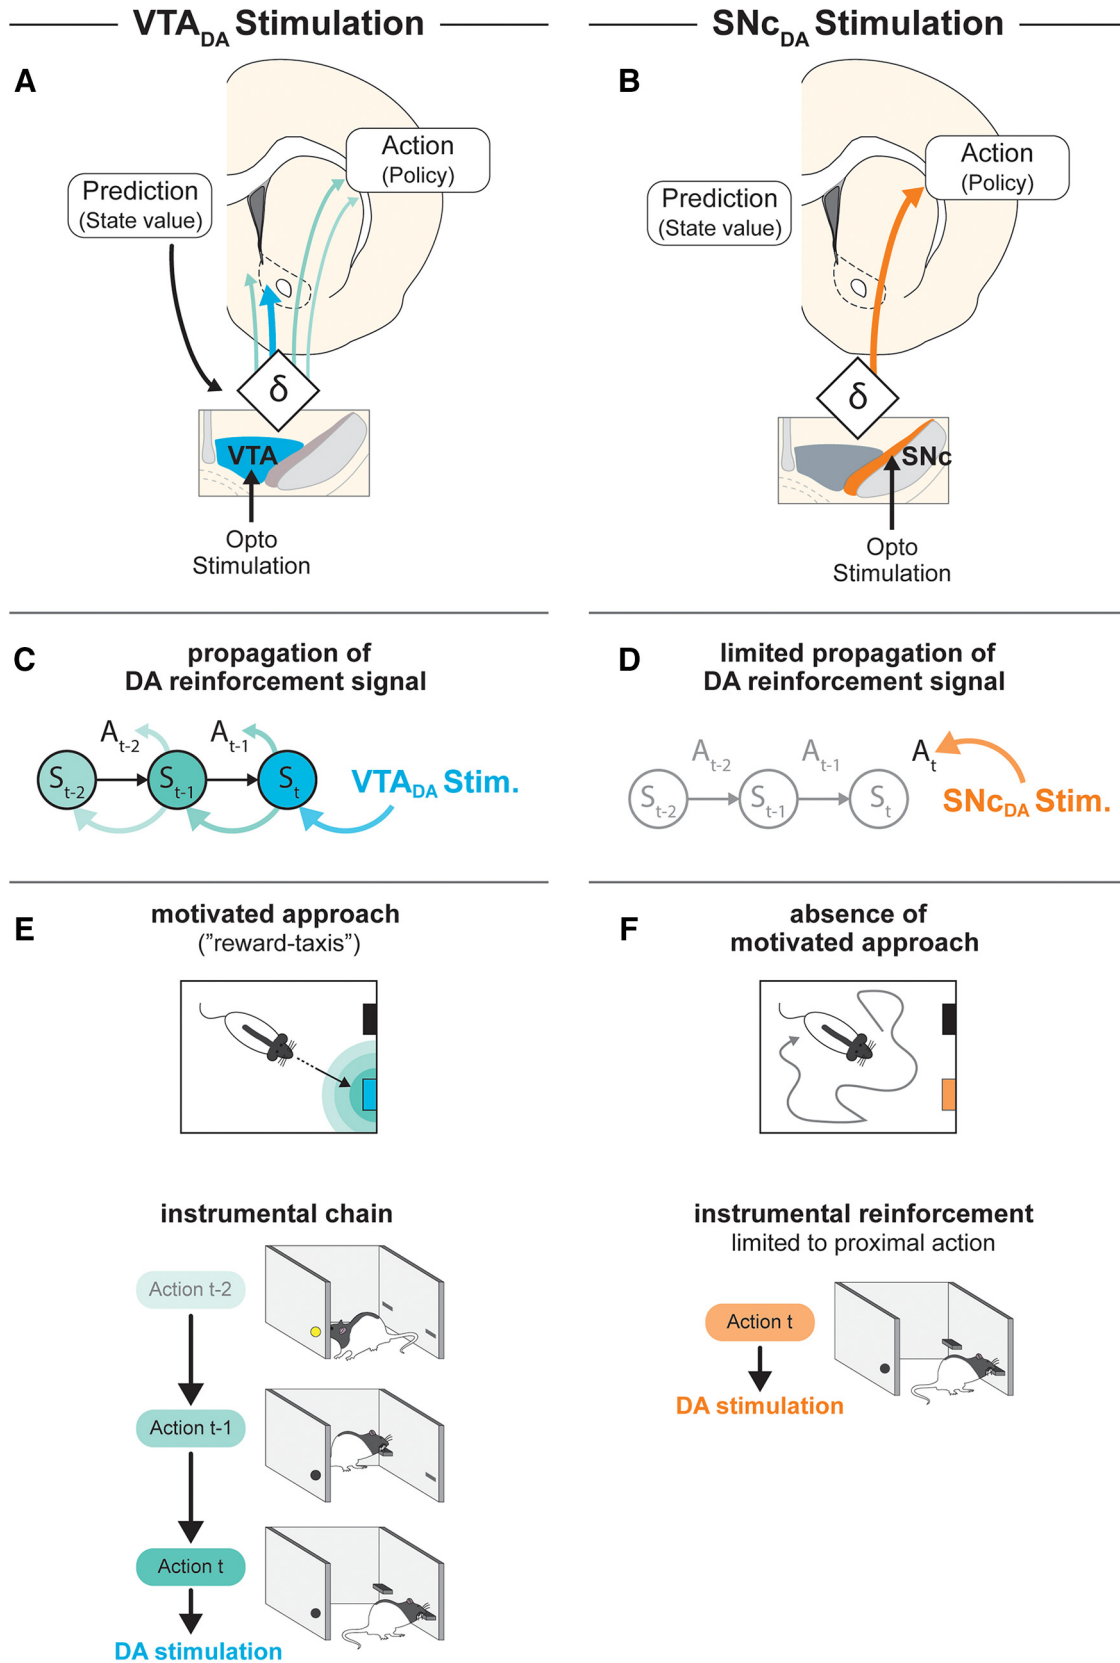 VTADA Stimulation
SNcDA Stimulation
A
Action
(Policy)
Prediction
(State value)
δ
VTA
Opto
Stimulation
B
Action
(Policy)
Prediction
(State value)
δ
SNc
Opto
Stimulation
C
propagation of
DA reinforcement signal
At-2
At-1
St-2
St-1
St
VTADA Stim.
D
limited propagation of
DA reinforcement signal
At-2
At-1
At
St-2
St-1
St
SNcDA Stim.
E
motivated approach
("reward-taxis")
instrumental chain
Action t-2
Action t-1
Action t
DA stimulation
F
absence of
motivated approach
instrumental reinforcement
limited to proximal action
Action t
DA stimulation